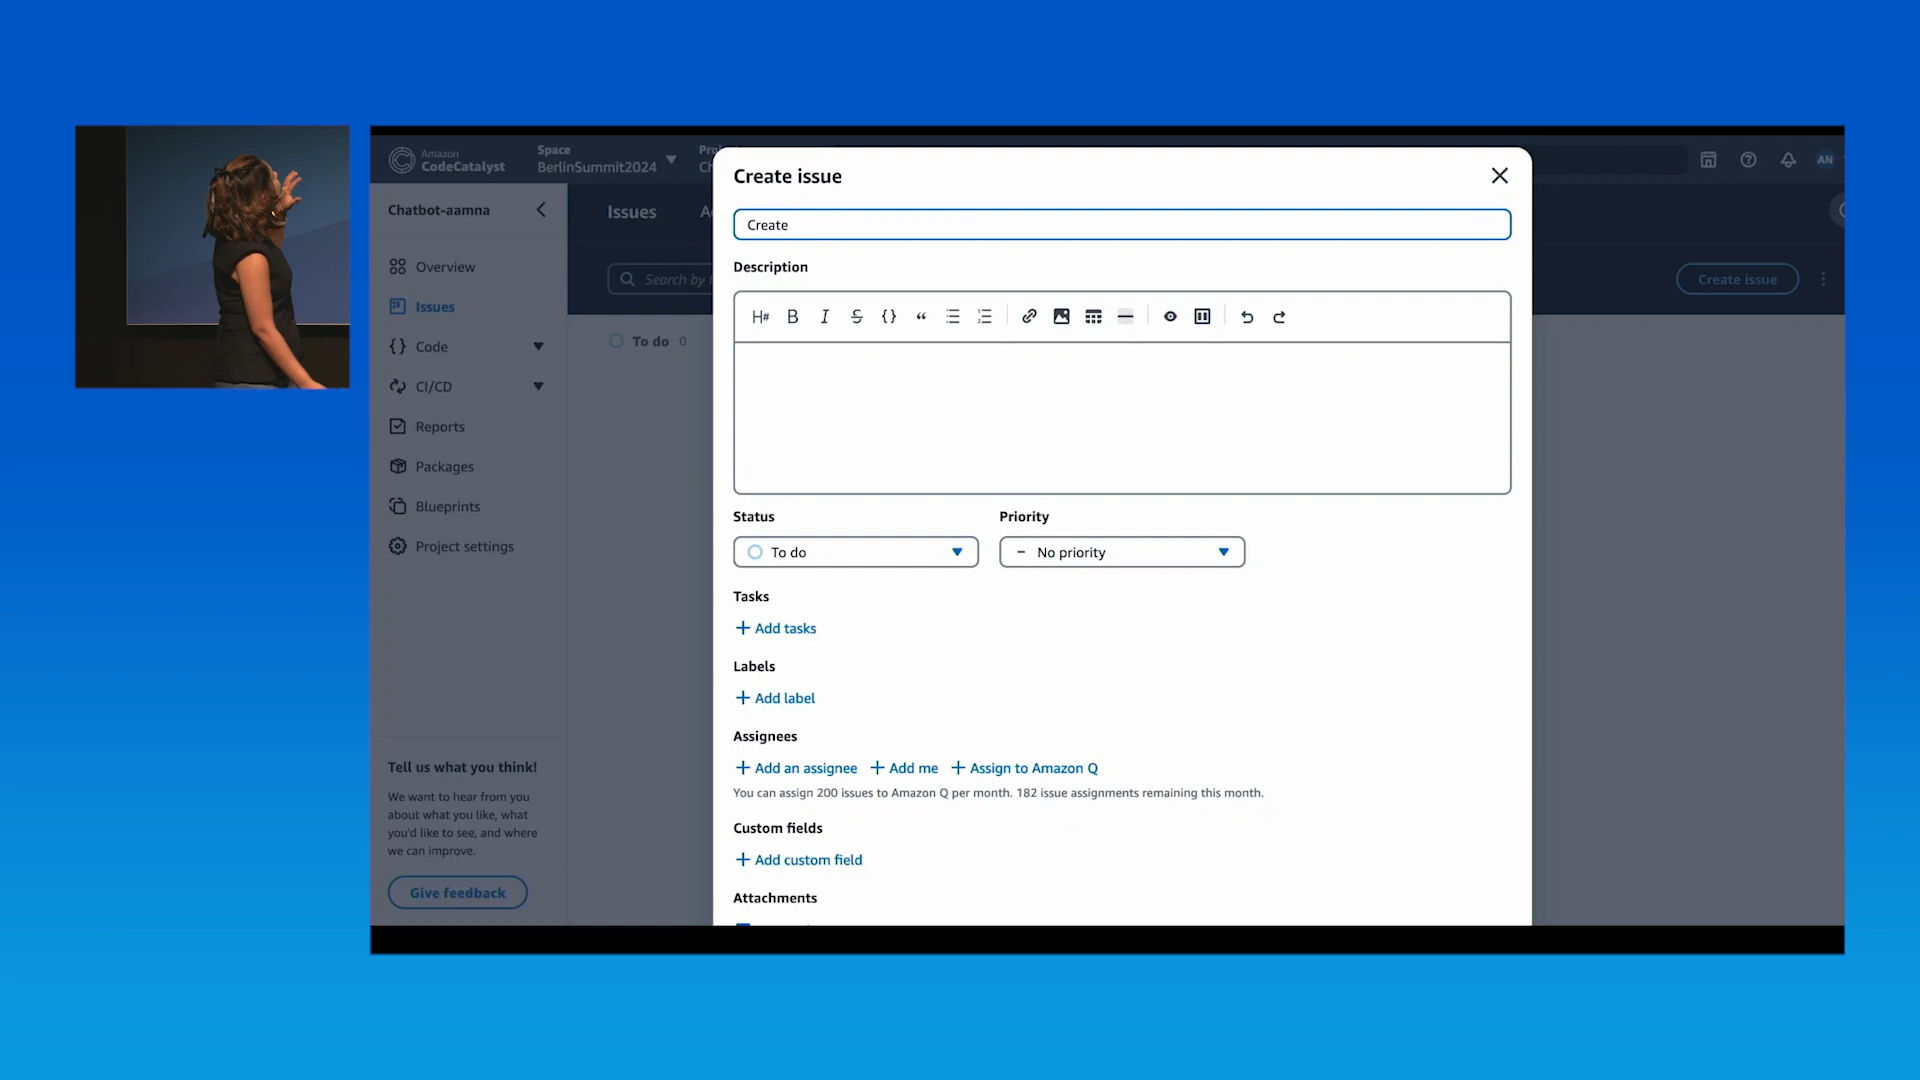 Amazon
CodeCatalyst
Space
BerlinSummit2024
AN
Chatbot-aamna
Overview
Issues
Code
CI/CD
Reports
Packages
Blueprints
Project settings
Tell us what you think!
We want to hear from you
about what you like, what
you'd like to see, and where
we can improve.
Give feedback
Issues
Search by
Create issue
To do 0
Create issue
Create
Description
H# B I S {} “
Status
Priority
To do
No priority
Tasks
+ Add tasks
Labels
+ Add label
Assignees
+ Add an assignee + Add me + Assign to Amazon Q
You can assign 200 issues to Amazon Q per month. 182 issue assignments remaining this month.
Custom fields
+ Add custom field
Attachments